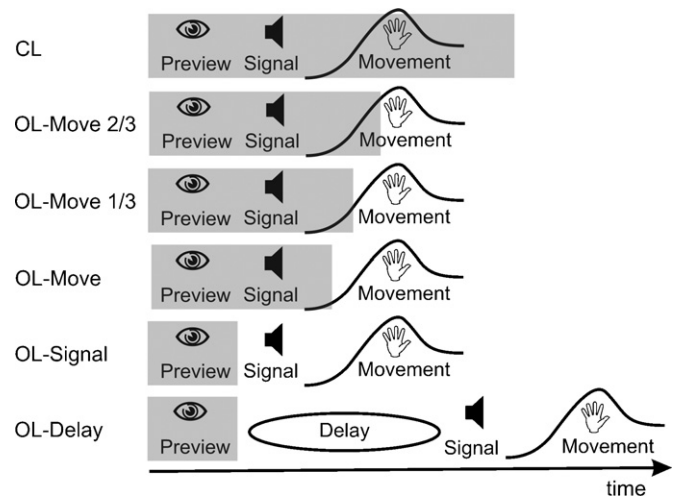 CL
Preview Signal Movement
OL-Move 2/3
Preview Signal Movement
OL-Move 1/3
Preview Signal Movement
OL-Move
Preview Signal Movement
OL-Signal
Preview Signal Movement
OL-Delay
Preview Delay Signal Movement
time